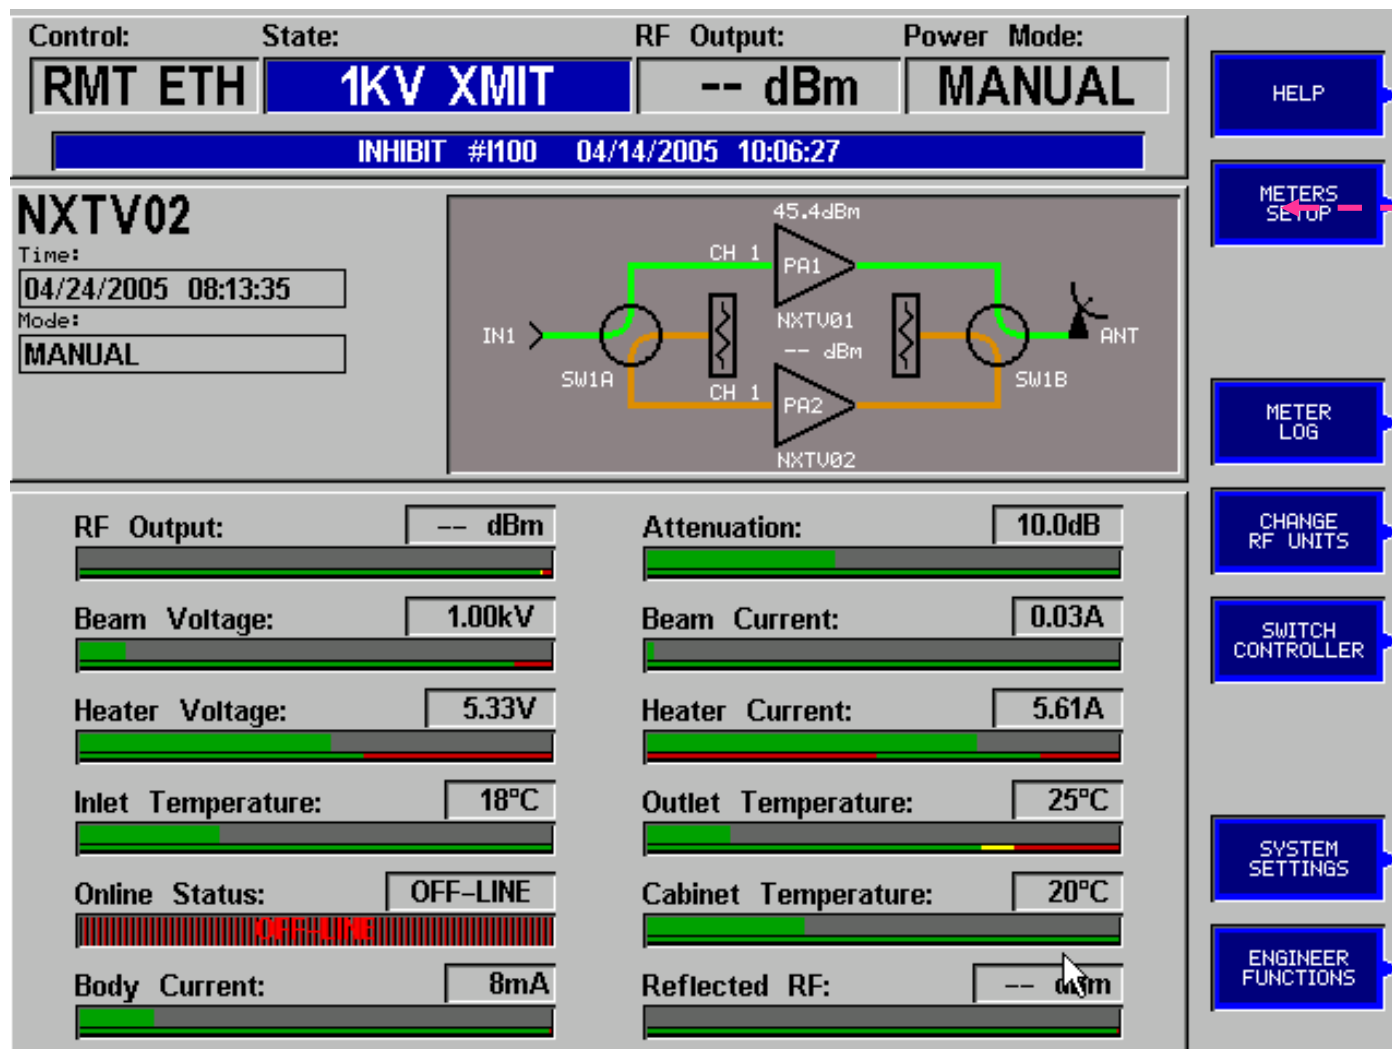 Control: State: RF Output: Power Mode:
RMT ETH 1KV XMIT -- dBm MANUAL
INHIBIT #I100 04/14/2005 10:06:27
NXTV02
Time:
04/24/2005 08:13:35
Mode:
MANUAL
45.4dBm
CH 1
PA1
NXTV01
IN1
ANT
-- dBm
SW1A
SW1B
CH 1
PA2
NXTV02
RF Output: -- dBm
Attenuation: 10.0dB
Beam Voltage: 1.00kV
Beam Current: 0.03A
Heater Voltage: 5.33V
Heater Current: 5.61A
Inlet Temperature: 18°C
Outlet Temperature: 25°C
Online Status: OFF-LINE
OFF-LINE
Cabinet Temperature: 20°C
Body Current: 8mA
Reflected RF: -- dBm
HELP
METERS
SETUP
METER
LOG
CHANGE
RF UNITS
SWITCH
CONTROLLER
SYSTEM
SETTINGS
ENGINEER
FUNCTIONS